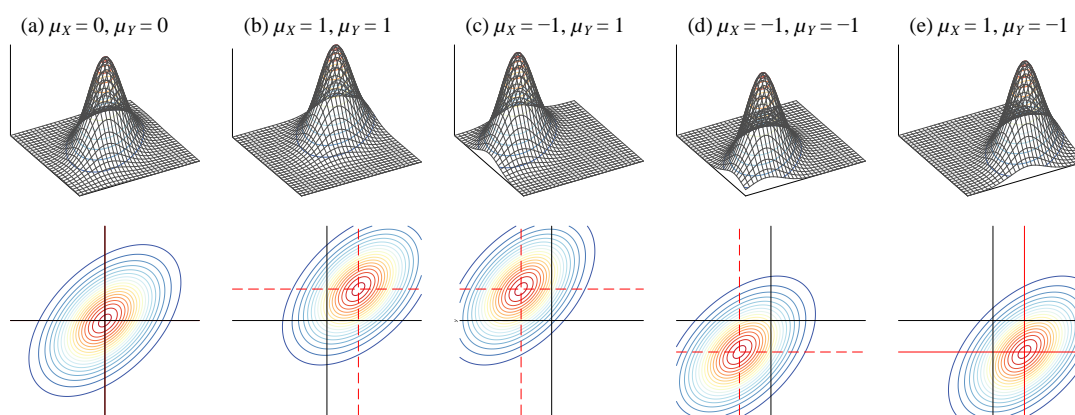 (a) μX = 0, μY = 0
(b) μX = 1, μY = 1
(c) μX = −1, μY = 1
(d) μX = −1, μY = −1
(e) μX = 1, μY = −1